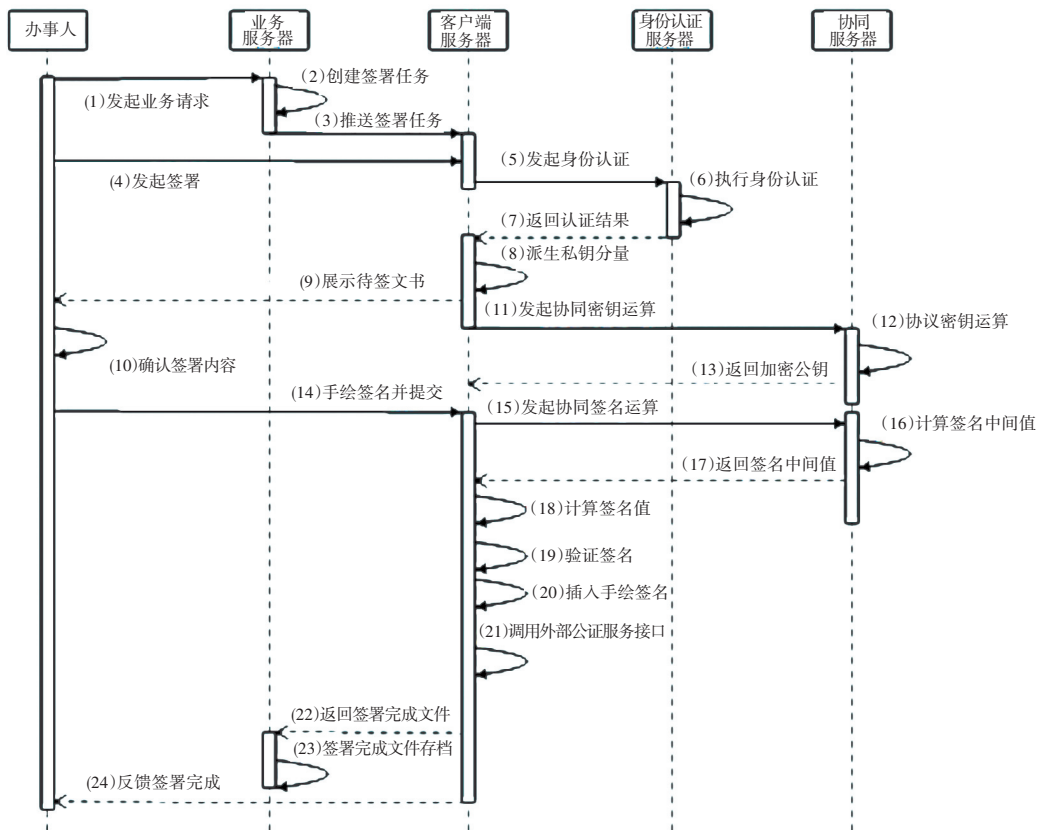 办事人
业务
服务器
客户端
服务器
身份认证
服务器
协同
服务器
(1)发起业务请求
(2)创建签署任务
(3)推送签署任务
(4)发起签署
(5)发起身份认证
(6)执行身份认证
(7)返回认证结果
(8)派生私钥分量
(9)展示待签文书
(10)确认签署内容
(11)发起协同密钥运算
(12)协议密钥运算
(13)返回加密公钥
(14)手绘签名并提交
(15)发起协同签名运算
(16)计算签名中间值
(17)返回签名中间值
(18)计算签名值
(19)验证签名
(20)插入手绘签名
(21)调用外部公证服务接口
(22)返回签署完成文件
(23)签署完成文件存档
(24)反馈签署完成